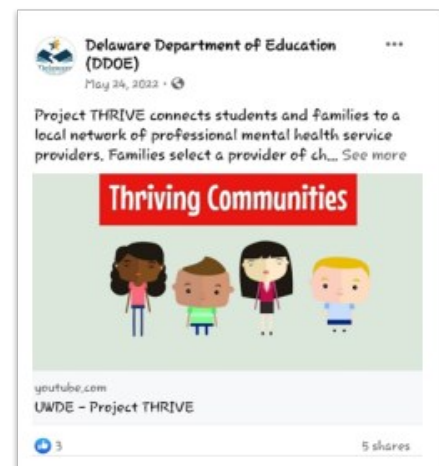 Delaware Department of Education
(DDOE)
May 24, 2022 ·
Project THRIVE connects students and families to a
local network of professional mental health service
providers. Families select a provider of ch... See more
Thriving Communities
youtube.com
UWDE - Project THRIVE
3
5 shares